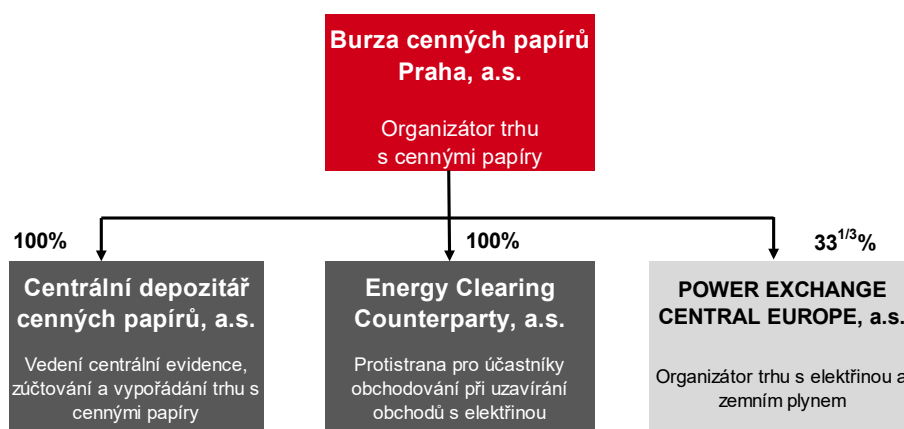 Burza cenných papírů
Praha, a.s.
Organizátor trhu
s cennými papíry
100%
100%
33^1/3%
Centrální depozitář
cenných papírů, a.s.
Vedení centrální evidence,
zúčtování a vypořádání trhu s
cennými papíry
Energy Clearing
Counterparty, a.s.
Protistrana pro účastníky
obchodování při uzavírání
obchodů s elektřinou
POWER EXCHANGE
CENTRAL EUROPE, a.s.
Organizátor trhu s elektřinou a
zemním plynem